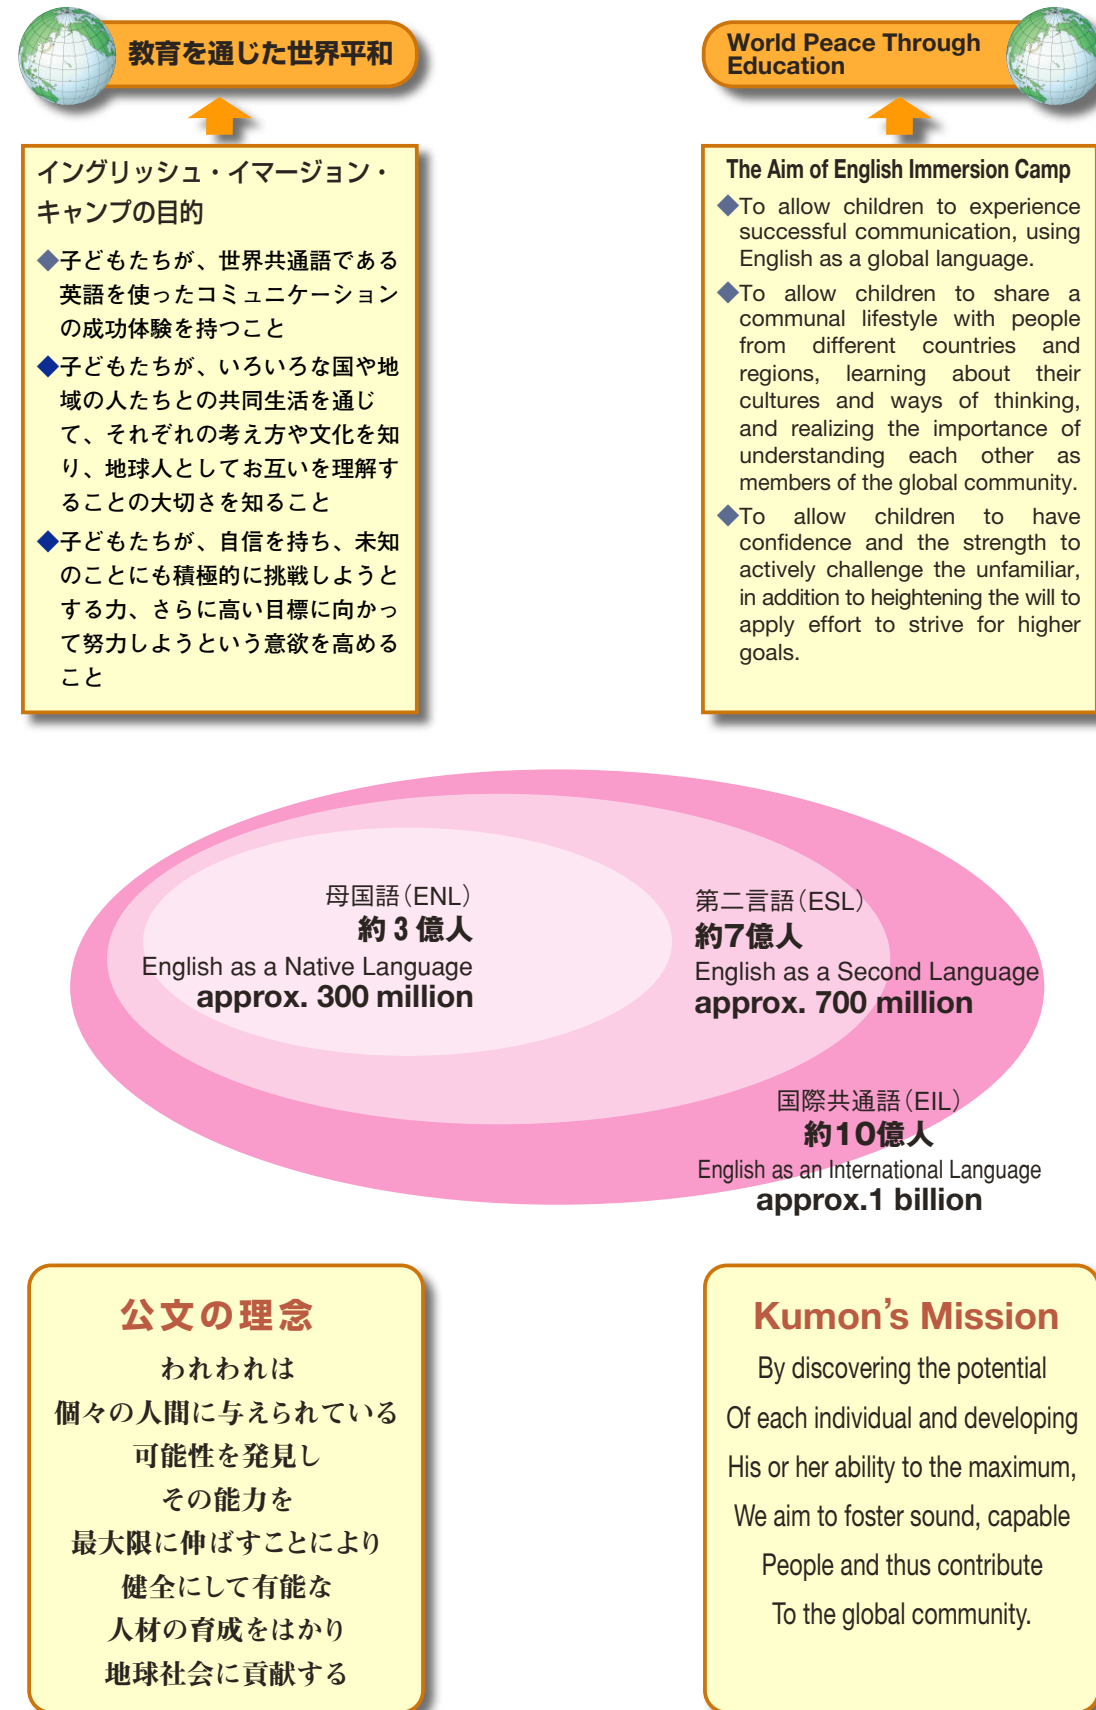 教育を通じた世界平和
イングリッシュ・イマージョン・
キャンプの目的
◆子どもたちが、世界共通語である
英語を使ったコミュニケーション
の成功体験を持つこと
◆子どもたちが、いろいろな国や地
域の人たちとの共同生活を通じ
て、それぞれの考え方や文化を知
り、地球人としてお互いを理解す
ることの大切さを知ること
◆子どもたちが、自信を持ち、未知
のことにも積極的に挑戦しようと
する力、さらに高い目標に向かっ
て努力しようという意欲を高める
こと
World Peace Through
Education
The Aim of English Immersion Camp
◆To allow children to experience
successful communication, using
English as a global language.
◆To allow children to share a
communal lifestyle with people
from different countries and
regions, learning about their
cultures and ways of thinking,
and realizing the importance of
understanding each other as
members of the global community.
◆To allow children to have
confidence and the strength to
actively challenge the unfamiliar,
in addition to heightening the will to
apply effort to strive for higher
goals.
母国語（ENL）
約 3 億人
English as a Native Language
approx. 300 million
第二言語（ESL）
約7億人
English as a Second Language
approx. 700 million
国際共通語（EIL）
約10億人
English as an International Language
approx.1 billion
公文の理念
われわれは
個々の人間に与えられている
可能性を発見し
その能力を
最大限に伸ばすことにより
健全にして有能な
人材の育成をはかり
地球社会に貢献する
Kumon's Mission
By discovering the potential
Of each individual and developing
His or her ability to the maximum,
We aim to foster sound, capable
People and thus contribute
To the global community.